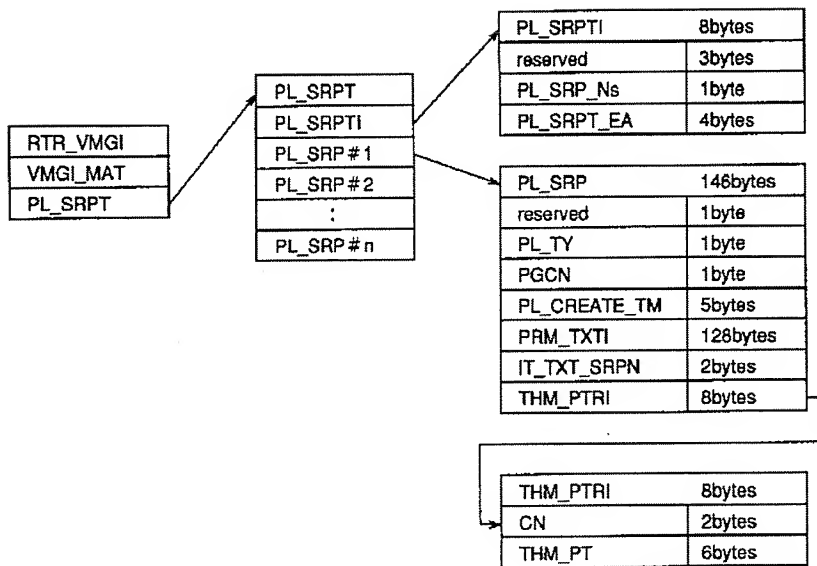 RTR_VMGI
VMGI_MAT
PL_SRPT
PL_SRPT
PL_SRPTI
PL_SRP#1
PL_SRP#2
:
PL_SRP#n
PL_SRPTI 8bytes
reserved 3bytes
PL_SRP_Ns 1byte
PL_SRPT_EA 4bytes
PL_SRP 146bytes
reserved 1byte
PL_TY 1byte
PGCN 1byte
PL_CREATE_TM 5bytes
PRM_TXTI 128bytes
IT_TXT_SRPN 2bytes
THM_PTRI 8bytes
THM_PTRI 8bytes
CN 2bytes
THM_PT 6bytes